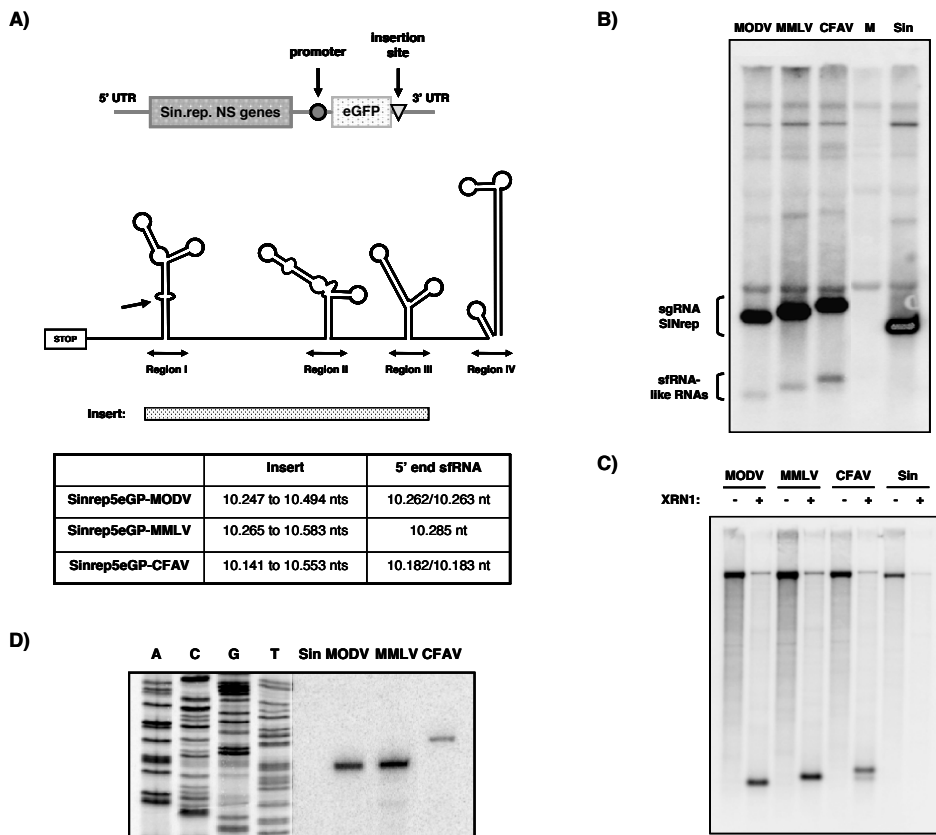 A)
promoter
insertion
site
5' UTR
Sin.rep. NS genes
eGFP
3' UTR
STOP
Region I
Region II
Region III
Region IV
Insert:
Insert
5' end sfRNA
Sinrep5eGP-MODV
10.247 to 10.494 nts
10.262/10.263 nt
Sinrep5eGP-MMLV
10.265 to 10.583 nts
10.285 nt
Sinrep5eGP-CFAV
10.141 to 10.553 nts
10.182/10.183 nt
B)
MODV MMLV CFAV M Sin
sgRNA
SINrep
sfRNA-
like RNAs
C)
MODV MMLV CFAV Sin
XRN1: - + - + - + - +
D)
A C G T Sin MODV MMLV CFAV